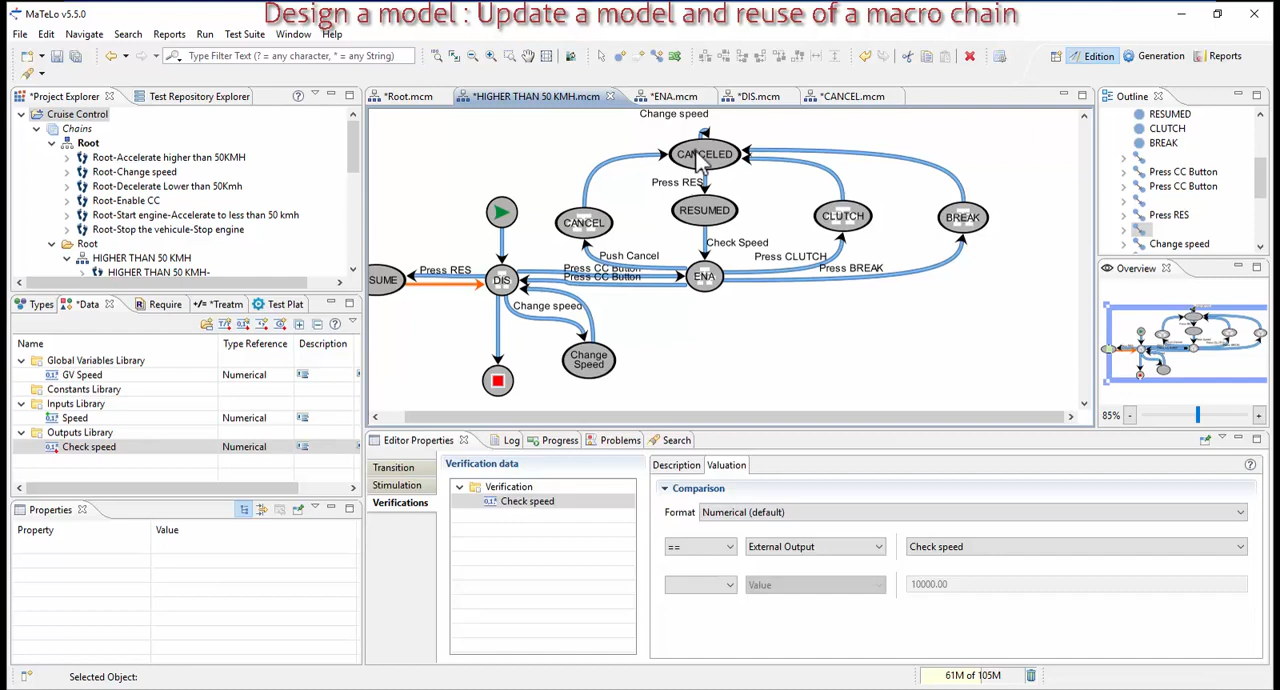 Design a model : Update a model and reuse of a macro chain
MaTeLo v5.5.0
File Edit Navigate Search Reports Run Test Suite Window Help
Type Filter Text (? = any character, * = any String)
Edition Generation Reports
*Project Explorer Test Repository Explorer
*Root.mcm *HIGHER THAN 50 KMH.mcm *ENA.mcm *DIS.mcm *CANCEL.mcm
Outline
Cruise Control
Chains
Root
Root-Accelerate higher than 50KMH
Root-Change speed
Root-Decelerate Lower than 50Kmh
Root-Enable CC
Root-Start engine-Accelerate to less than 50 kmh
Root-Stop the vehicule-Stop engine
Root
HIGHER THAN 50 KMH
HIGHER THAN 50 KMH-
Change speed
CANCELED
Press RES
CANCEL
RESUMED
CLUTCH
BREAK
Push Cancel
Check Speed
Press CLUTCH
Press BREAK
SUME
Press RES
DIS
Press CC Button
Press CC Button
ENA
Change speed
Change
Speed
RESUMED
CLUTCH
BREAK
Press CC Button
Press CC Button
Press RES
Change speed
Overview
85%
Types Data Require *Treatm Test Plat
Name Type Reference Description
Global Variables Library
GV Speed Numerical
Constants Library
Inputs Library
Speed Numerical
Outputs Library
Check speed Numerical
Properties
Property Value
Editor Properties Log Progress Problems Search
Transition
Stimulation
Verifications
Verification data
Verification
Check speed
Description Valuation
Comparison
Format Numerical (default)
== External Output Check speed
Value 10000.00
Selected Object:
61M of 105M